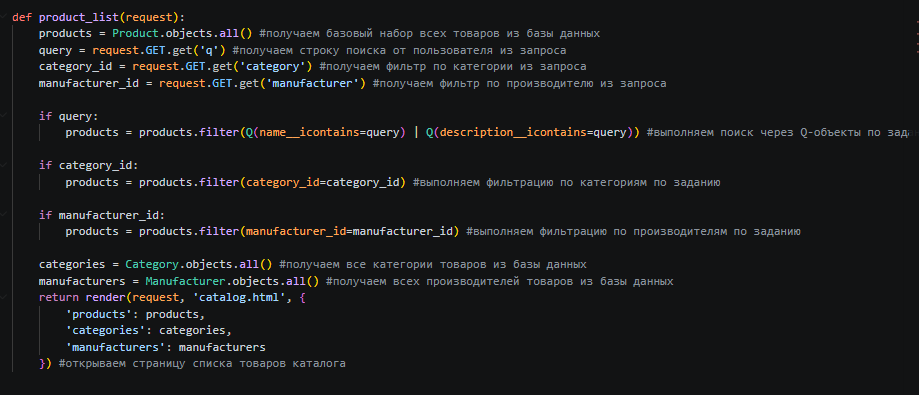 def product_list(request):
    products = Product.objects.all() #получаем базовый набор всех товаров из базы данных
    query = request.GET.get('q') #получаем строку поиска от пользователя из запроса
    category_id = request.GET.get('category') #получаем фильтр по категории из запроса
    manufacturer_id = request.GET.get('manufacturer') #получаем фильтр по производителю из запроса

    if query:
        products = products.filter(Q(name__icontains=query) | Q(description__icontains=query)) #выполняем поиск через Q-объекты по

    if category_id:
        products = products.filter(category_id=category_id) #выполняем фильтрацию по категориям по заданию

    if manufacturer_id:
        products = products.filter(manufacturer_id=manufacturer_id) #выполняем фильтрацию по производителям по заданию

    categories = Category.objects.all() #получаем все категории товаров из базы данных
    manufacturers = Manufacturer.objects.all() #получаем всех производителей товаров из базы данных
    return render(request, 'catalog.html', {
        'products': products,
        'categories': categories,
        'manufacturers': manufacturers
    }) #открываем страницу списка товаров каталога